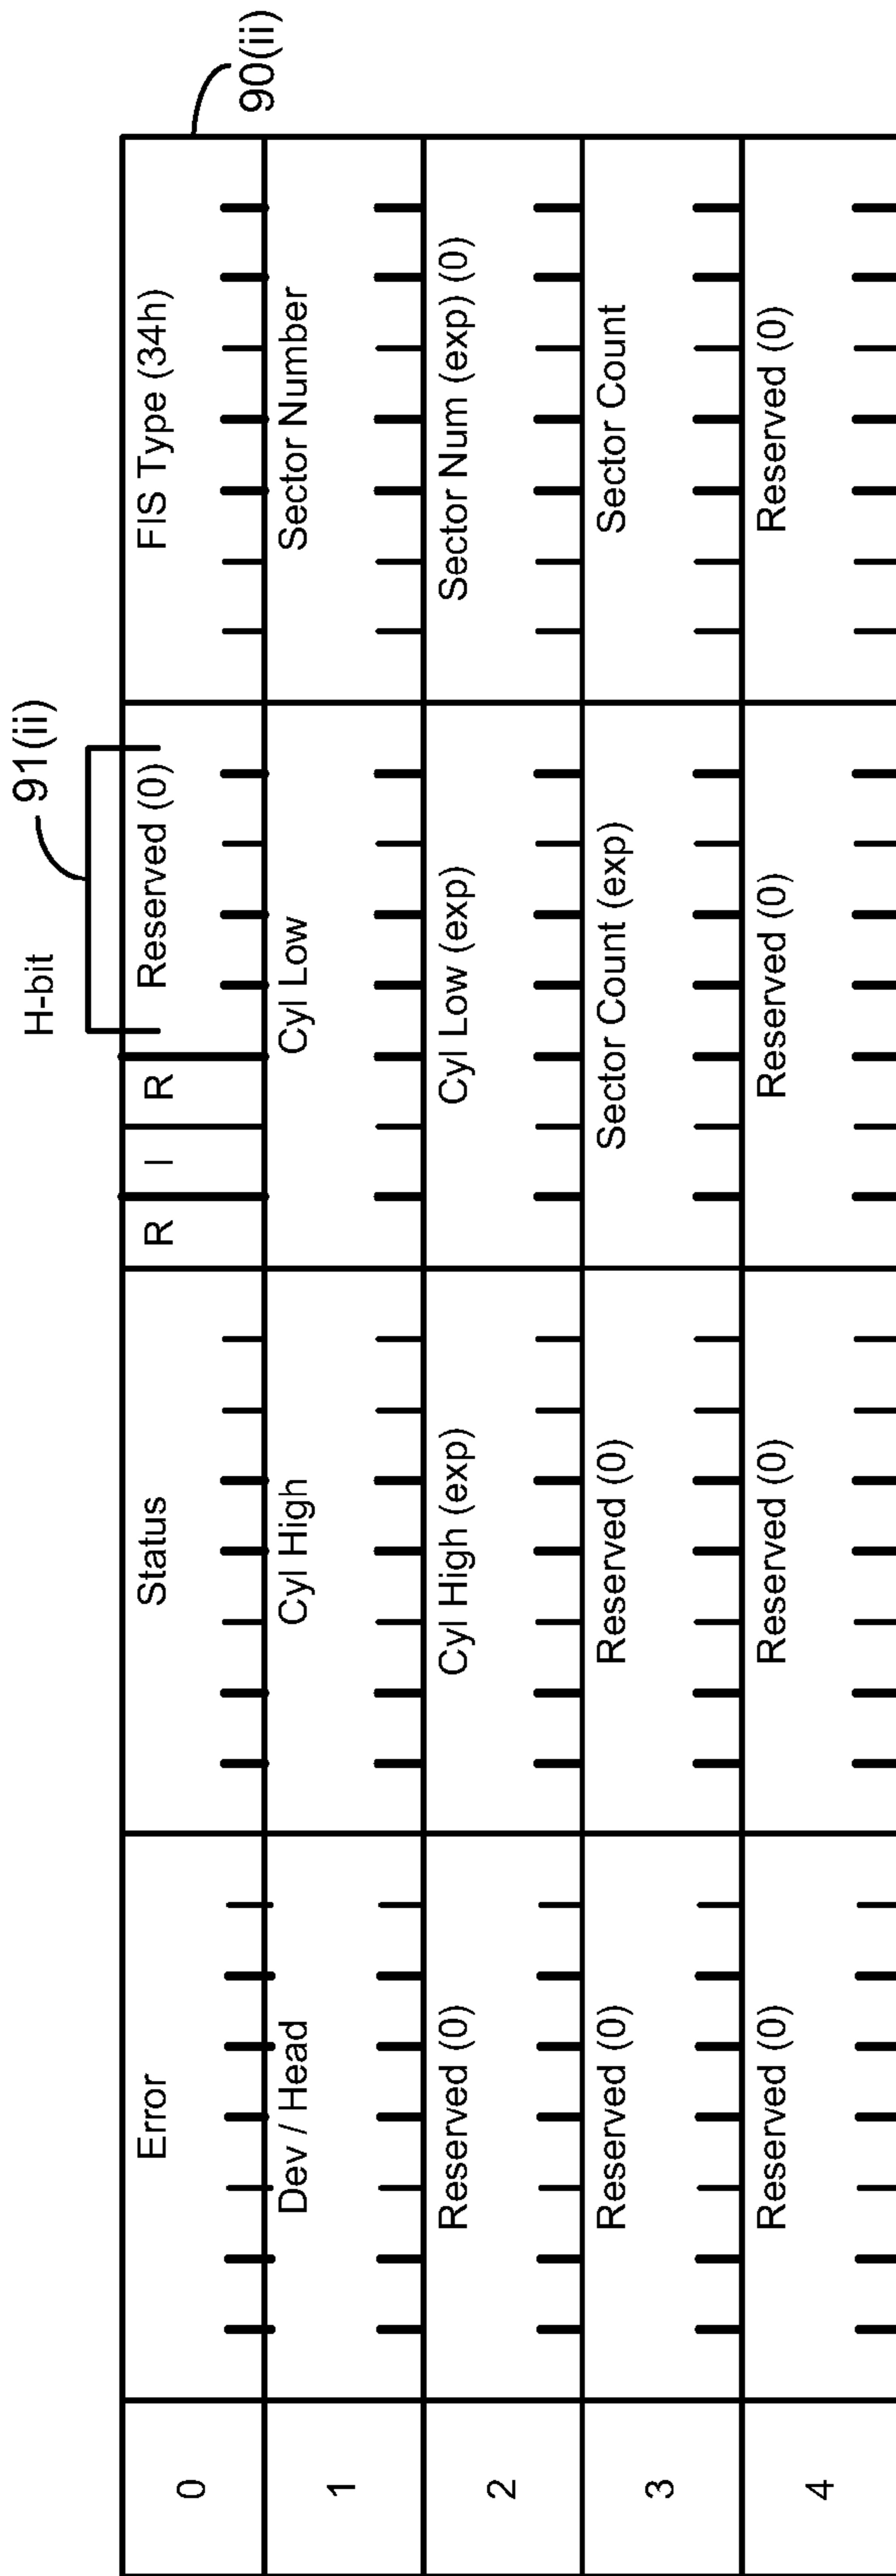 H-bit 91(ii)
90(ii)
0 Error Status R I R Reserved (0) FIS Type (34h)
1 Dev / Head Cyl High Cyl Low Sector Number
2 Reserved (0) Cyl High (exp) Cyl Low (exp) Sector Num (exp) (0)
3 Reserved (0) Reserved (0) Sector Count (exp) Sector Count
4 Reserved (0) Reserved (0) Reserved (0) Reserved (0)